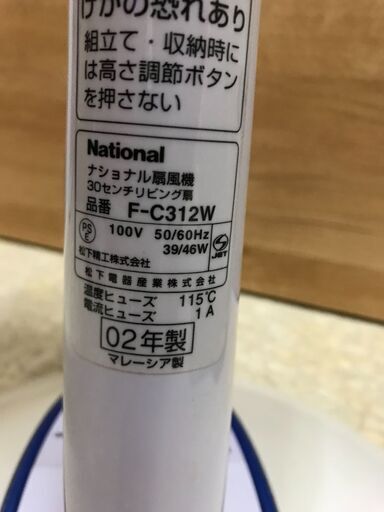 けがの恐れあり
組立て・収納時に
は高さ調節ボタン
を押さない
National
ナショナル扇風機
30センチリビング扇
品番 F-C312W
PS E 100V 50/60Hz
39/46W JET
松下精工株式会社
松下電器産業株式会社
温度ヒューズ 115℃
電流ヒューズ 1A
02年製
マレーシア製